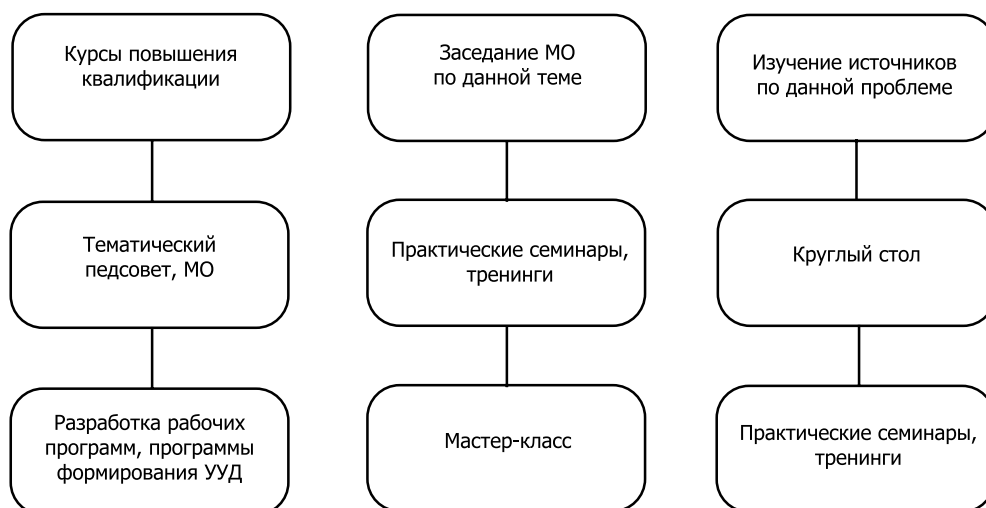 Курсы повышения
квалификации
Заседание МО
по данной теме
Изучение источников
по данной проблеме
Тематический
педсовет, МО
Практические семинары,
тренинги
Круглый стол
Разработка рабочих
программ, программы
формирования УУД
Мастер-класс
Практические семинары,
тренинги